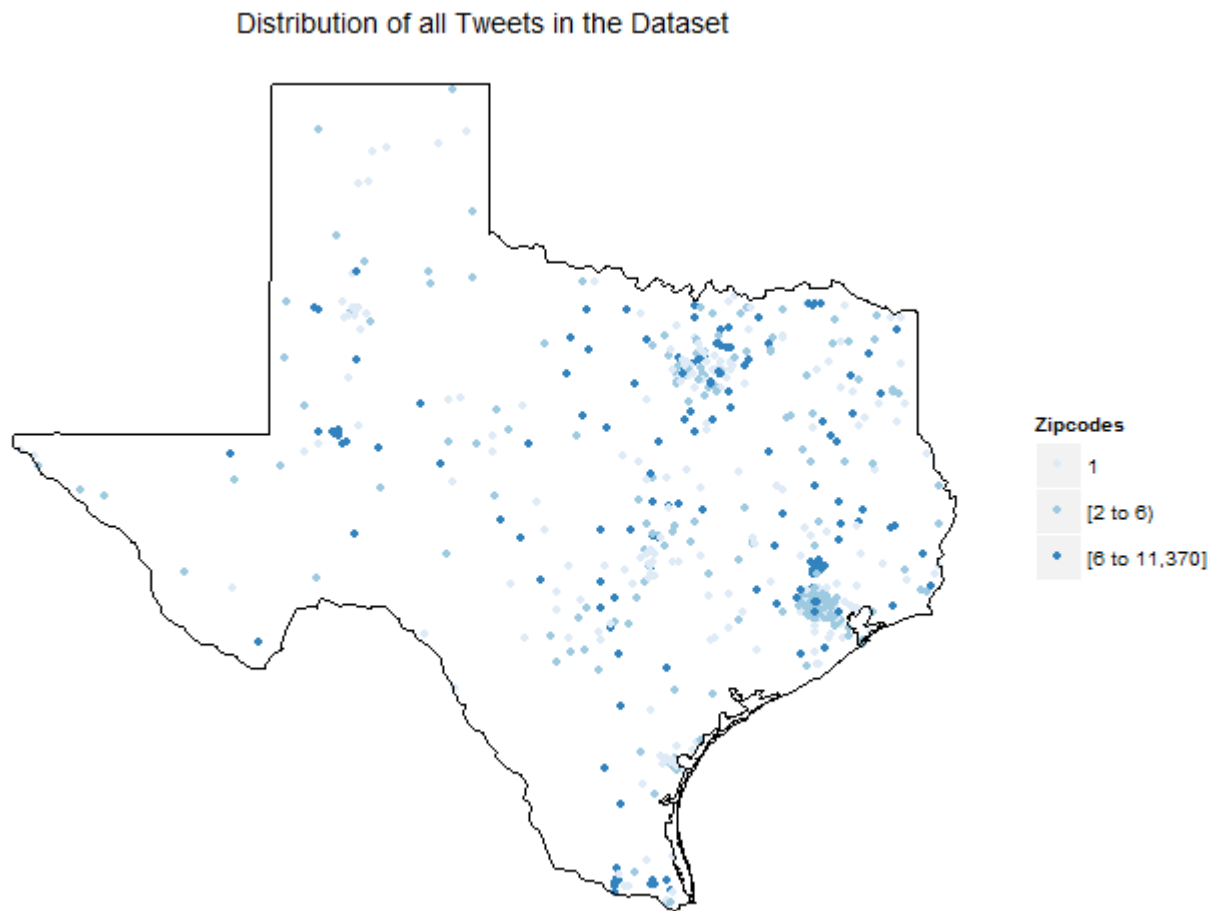 Distribution of all Tweets in the Dataset
Zipcodes
1
[2 to 6)
[6 to 11,370]